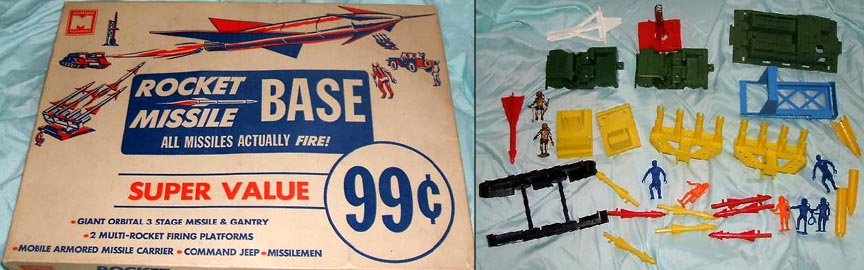 M
ROCKET
MISSILE
BASE
ALL MISSILES ACTUALLY FIRE!
SUPER VALUE
99¢
•GIANT ORBITAL 3 STAGE MISSILE & GANTRY
•2 MULTI-ROCKET FIRING PLATFORMS
•MOBILE ARMORED MISSILE CARRIER •COMMAND JEEP •MISSILEMEN
ROCKET